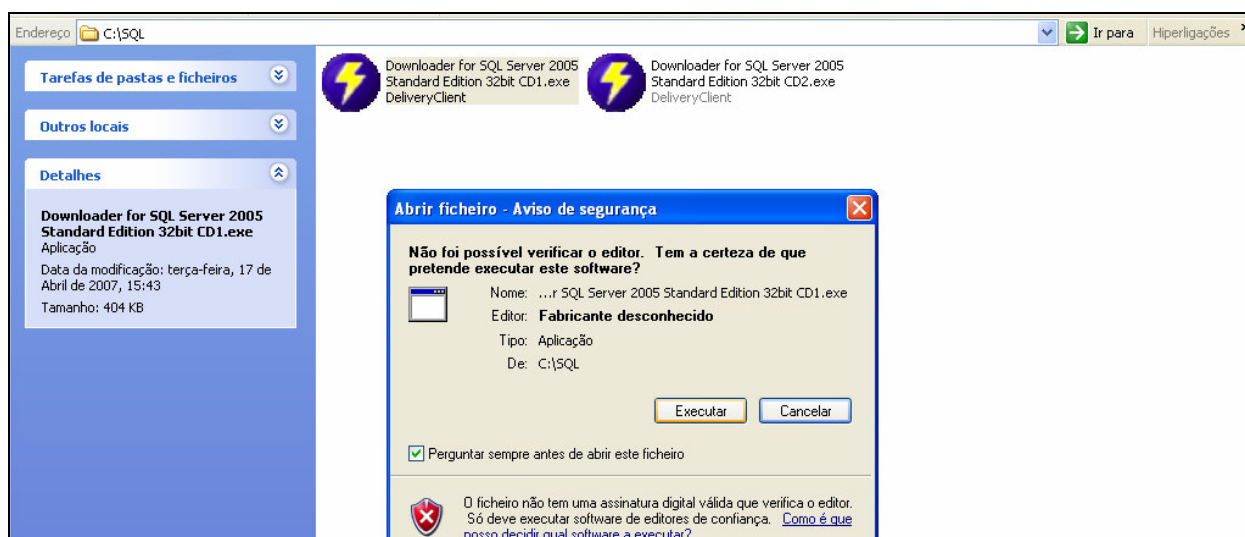 Endereço C:\SQL Ir para Hiperligações
Tarefas de pastas e ficheiros
Outros locais
Detalhes
Downloader for SQL Server 2005
Standard Edition 32bit CD1.exe
Aplicação
Data da modificação: terça-feira, 17 de
Abril de 2007, 15:43
Tamanho: 404 KB
Downloader for SQL Server 2005
Standard Edition 32bit CD1.exe
DeliveryClient
Downloader for SQL Server 2005
Standard Edition 32bit CD2.exe
DeliveryClient
Abrir ficheiro - Aviso de segurança
Não foi possível verificar o editor. Tem a certeza de que
pretende executar este software?
Nome: ...r SQL Server 2005 Standard Edition 32bit CD1.exe
Editor: Fabricante desconhecido
Tipo: Aplicação
De: C:\SQL
Executar Cancelar
Perguntar sempre antes de abrir este ficheiro
O ficheiro não tem uma assinatura digital válida que verifica o editor.
Só deve executar software de editores de confiança. Como é que
posso decidir qual software a executar?